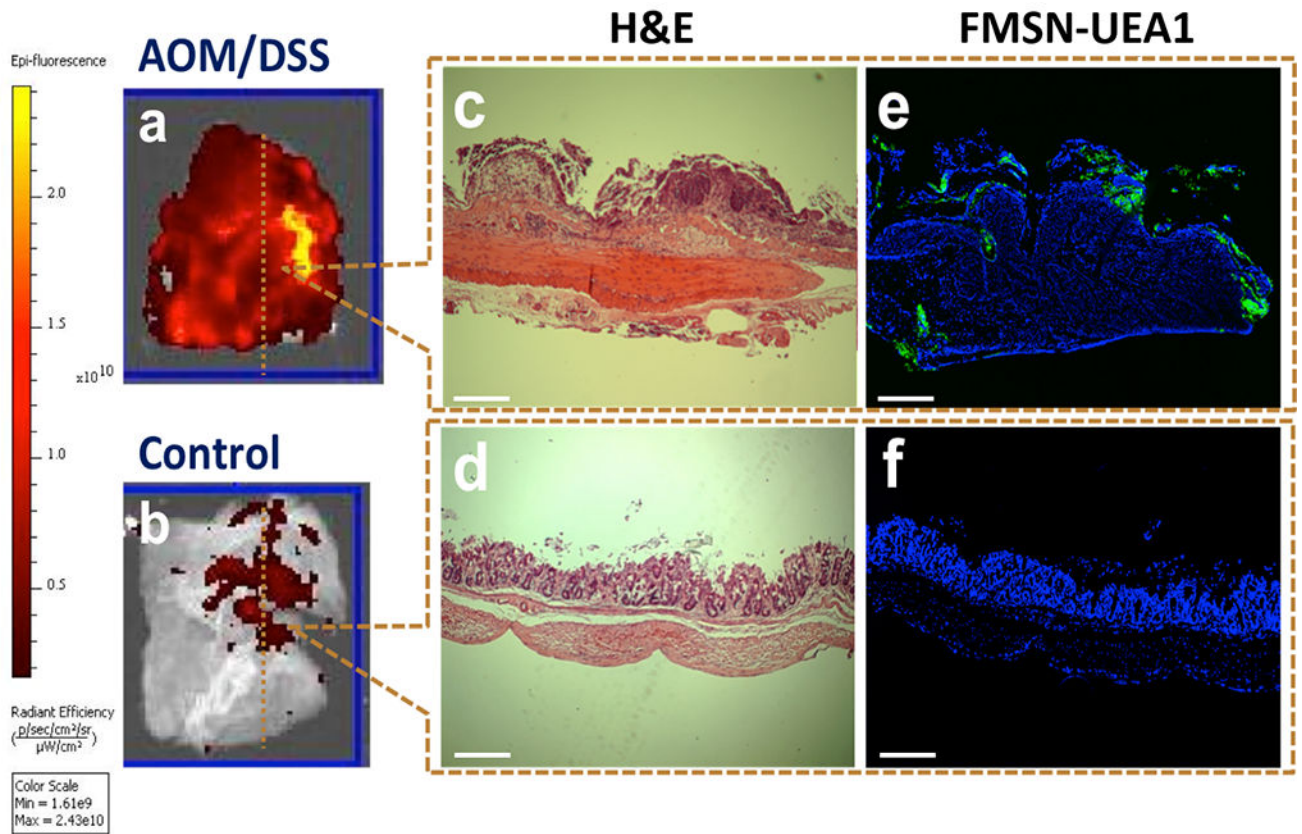 H&E
FMSN-UEA1
Epi-fluorescence
AOM/DSS
a
c
e
2.0
1.5
x10^10
1.0
0.5
Control
b
d
f
Radiant Efficiency
(p/sec/cm²/sr
µW/cm²)
Color Scale
Min = 1.61e9
Max = 2.43e10